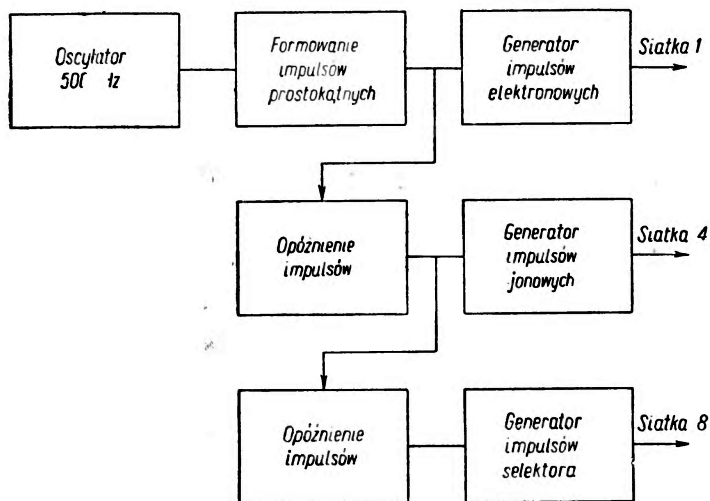 Oscylator
Formowanie
impulsów
prostokątnych
Generator
impulsów
elektronowych
Siatka 1
Opóźnienie
impulsów
Generator
impulsów
jonowych
Siatka 4
Opóźnienie
impulsów
Generator
impulsów
selektora
Siatka 8